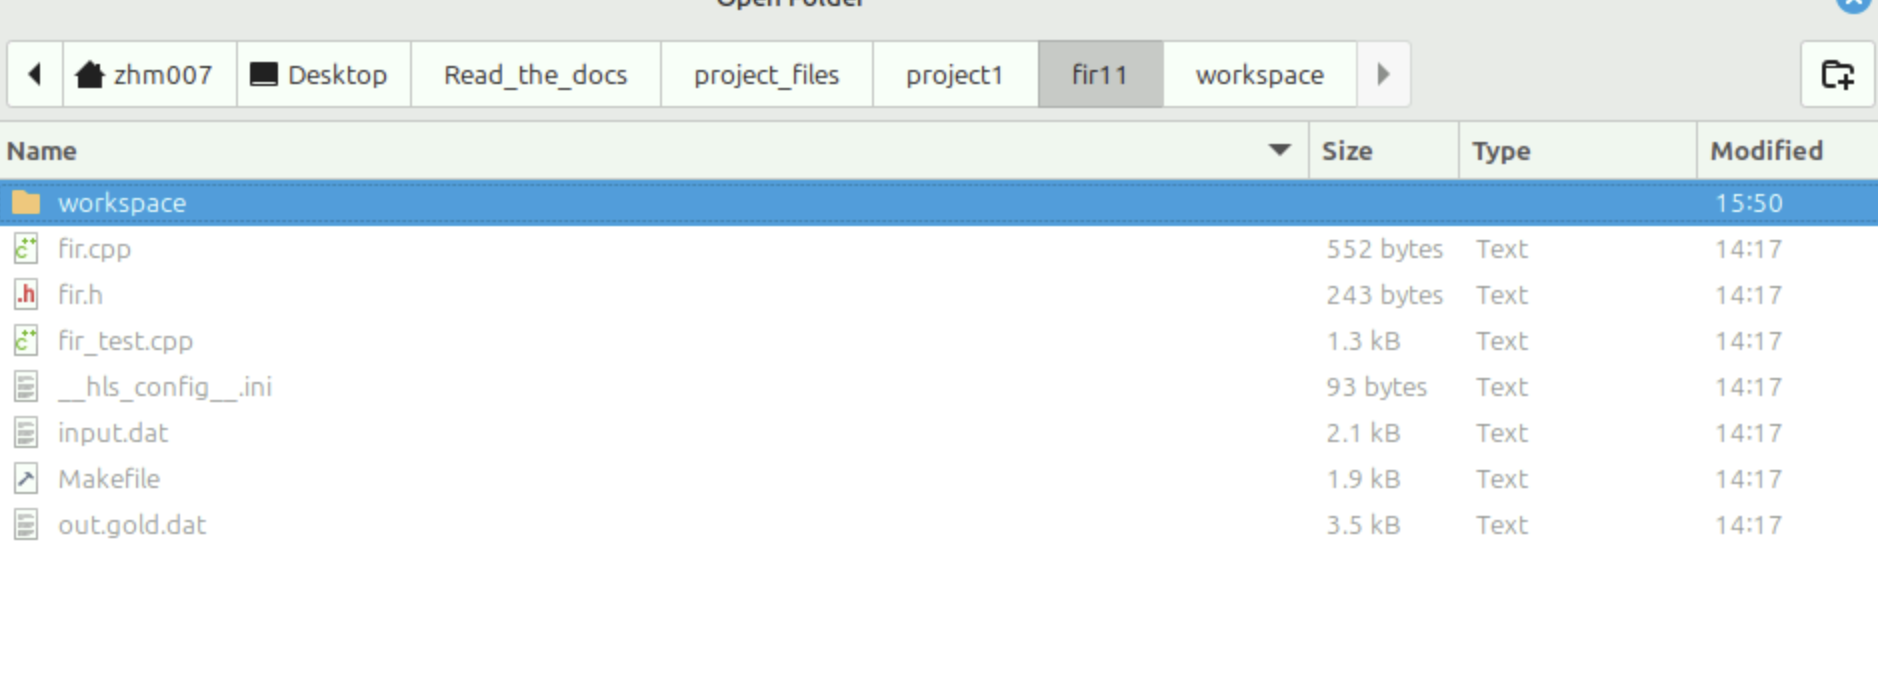 Open Folder
zhm007 Desktop Read_the_docs project_files project1 fir11 workspace
Name Size Type Modified
workspace 15:50
fir.cpp 552 bytes Text 14:17
fir.h 243 bytes Text 14:17
fir_test.cpp 1.3 kB Text 14:17
__hls_config__.ini 93 bytes Text 14:17
input.dat 2.1 kB Text 14:17
Makefile 1.9 kB Text 14:17
out.gold.dat 3.5 kB Text 14:17